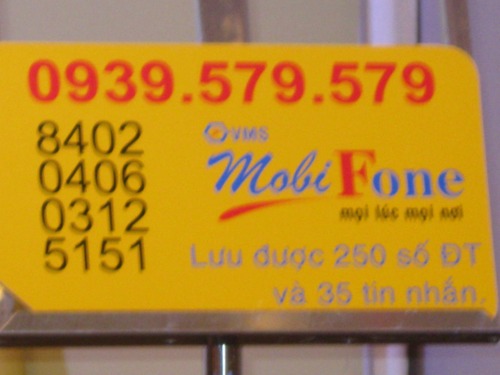 0939.579.579
8402
0406
0312
5151
VMS
MobiFone
mọi lúc mọi nơi
Lưu được 250 số ĐT
và 35 tin nhắn.